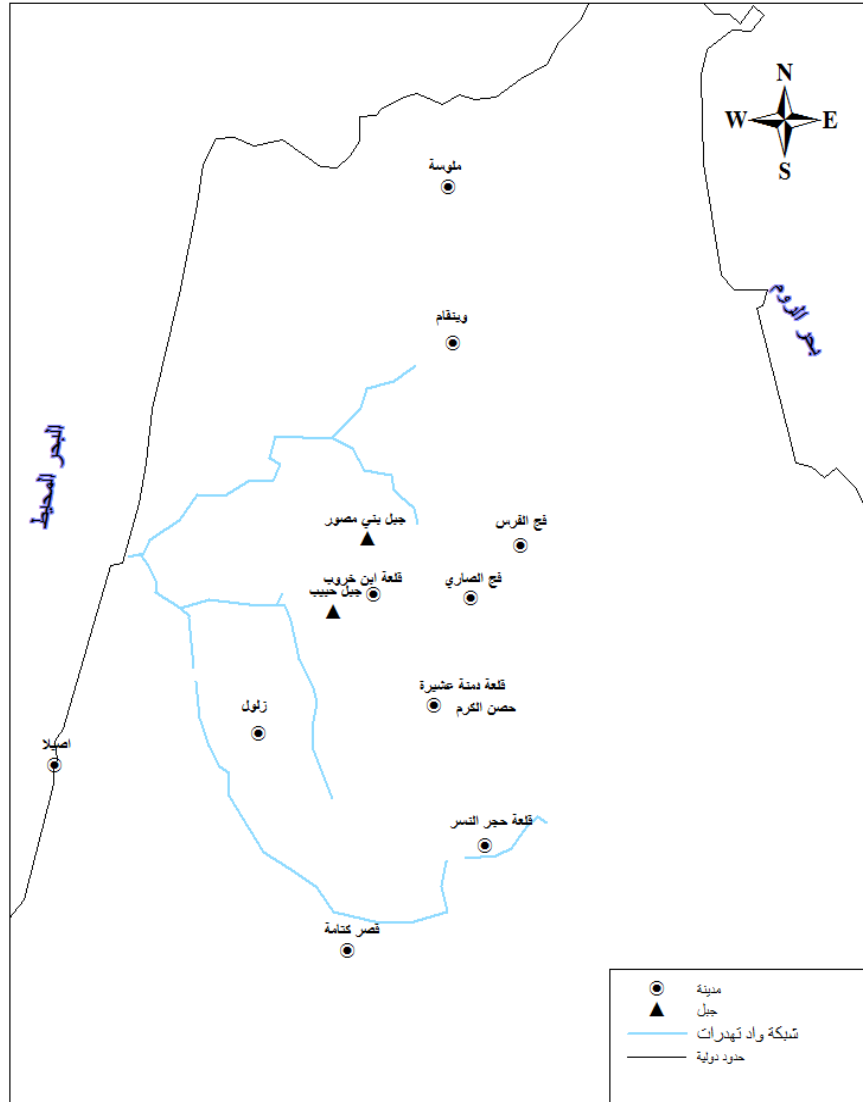 N
W E
S
ملوسة
بحر الروم
وينقام
البحر المحيط
جبل بني مصور
فج الفرس
قلعة ابن خروب
فج الصاري
جبل حبيب
قلعة دمنة عشيرة
حصن الكرم
زلول
اصيلا
قلعة حجر النسر
قصر كتامة
مدينة
جبل
شبكة واد تهدرات
حدود دولية